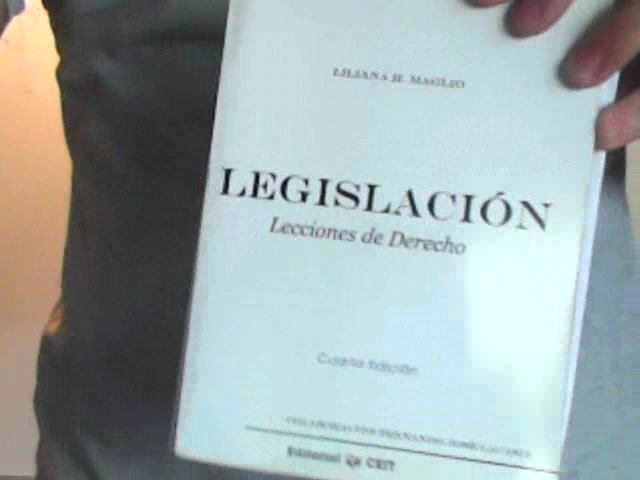 LILIANA H. MAGLIO
LEGISLACIÓN
Lecciones de Derecho
Cuarta Edición
Editorial CEIT